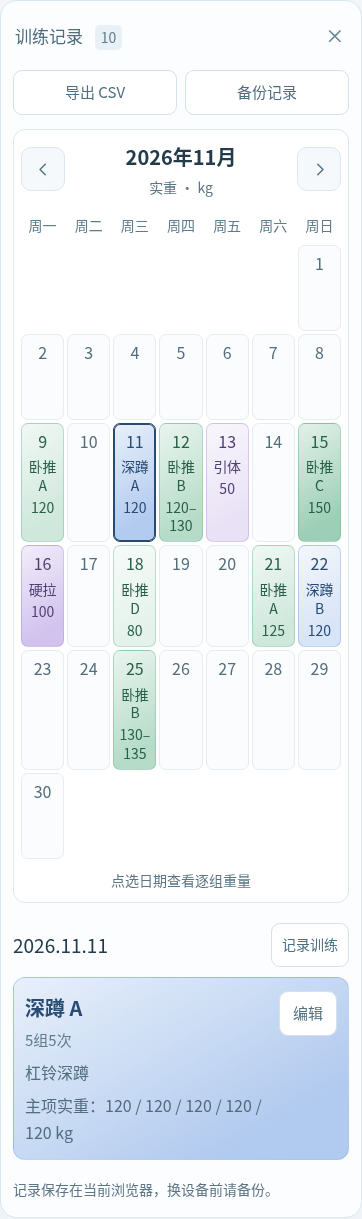 训练记录 10
导出 CSV 备份记录
2026年11月
实重 · kg
周一 周二 周三 周四 周五 周六 周日
1
2 3 4 5 6 7 8
9 10 11 12 13 14 15
卧推 深蹲 卧推 引体 卧推
A A B 50 C
120 120 120–
130 150
16 17 18 19 20 21 22
硬拉 卧推 卧推 深蹲
100 D A B
80 125 120
23 24 25 26 27 28 29
卧推
B
130–
135
30
点选日期查看逐组重量
2026.11.11 记录训练
深蹲 A 编辑
5组5次
杠铃深蹲
主项实重：120 / 120 / 120 / 120 /
120 kg
记录保存在当前浏览器，换设备前请备份。